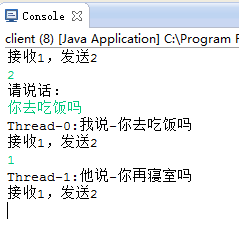 Console
client (8) [Java Application] C:\Program F
接收1，发送2
2
请说话：
你去吃饭吗
Thread-0:我说-你去吃饭吗
接收1，发送2
1
Thread-1:他说-你再寝室吗
接收1，发送2